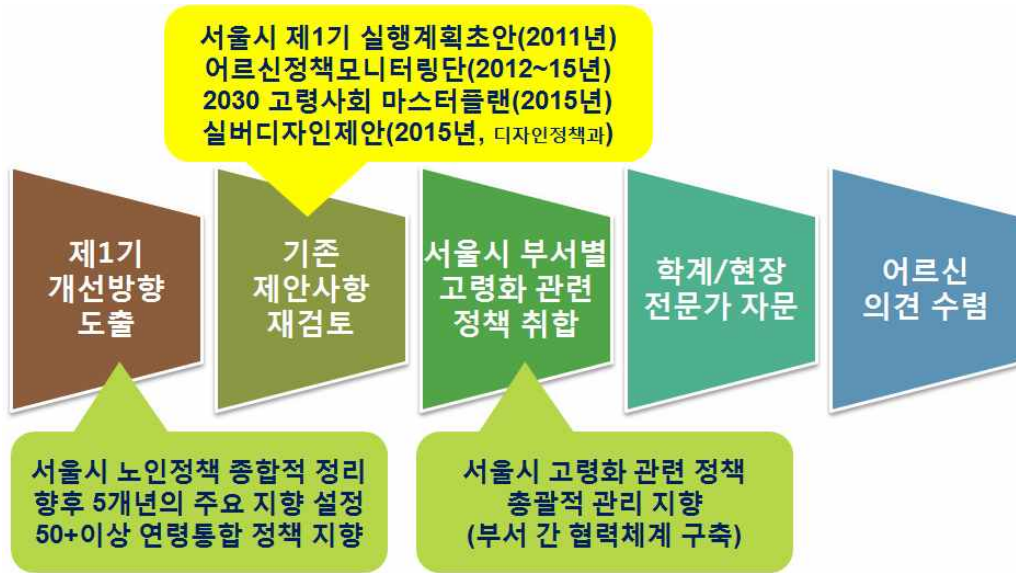 서울시 제1기 실행계획초안(2011년)
어르신정책모니터링단(2012~15년)
2030 고령사회 마스터플랜(2015년)
실버디자인제안(2015년, 디자인정책과)
제1기
개선방향
도출
기존
제안사항
재검토
서울시 부서별
고령화 관련
정책 취합
학계/현장
전문가 자문
어르신
의견 수렴
서울시 노인정책 종합적 정리
향후 5개년의 주요 지향 설정
50+이상 연령통합 정책 지향
서울시 고령화 관련 정책
총괄적 관리 지향
(부서 간 협력체계 구축)